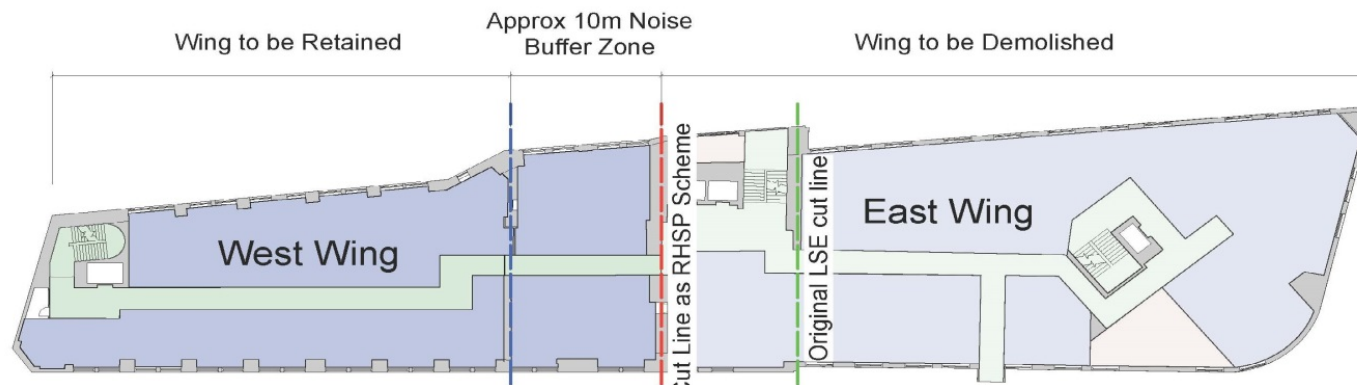 Wing to be Retained
Approx 10m Noise
Buffer Zone
Wing to be Demolished
West Wing
Cut Line as RHSP Scheme
Original LSE cut line
East Wing